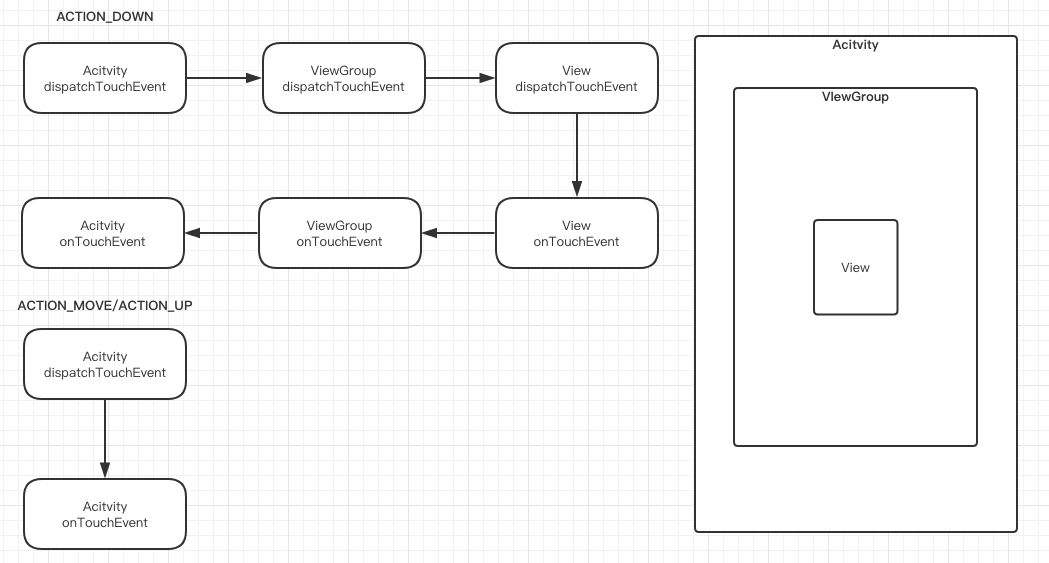 ACTION_DOWN
Acitvity
dispatchTouchEvent
ViewGroup
dispatchTouchEvent
View
dispatchTouchEvent
Acitvity
onTouchEvent
ViewGroup
onTouchEvent
View
onTouchEvent
ACTION_MOVE/ACTION_UP
Acitvity
dispatchTouchEvent
Acitvity
onTouchEvent
Acitvity
VIewGroup
View